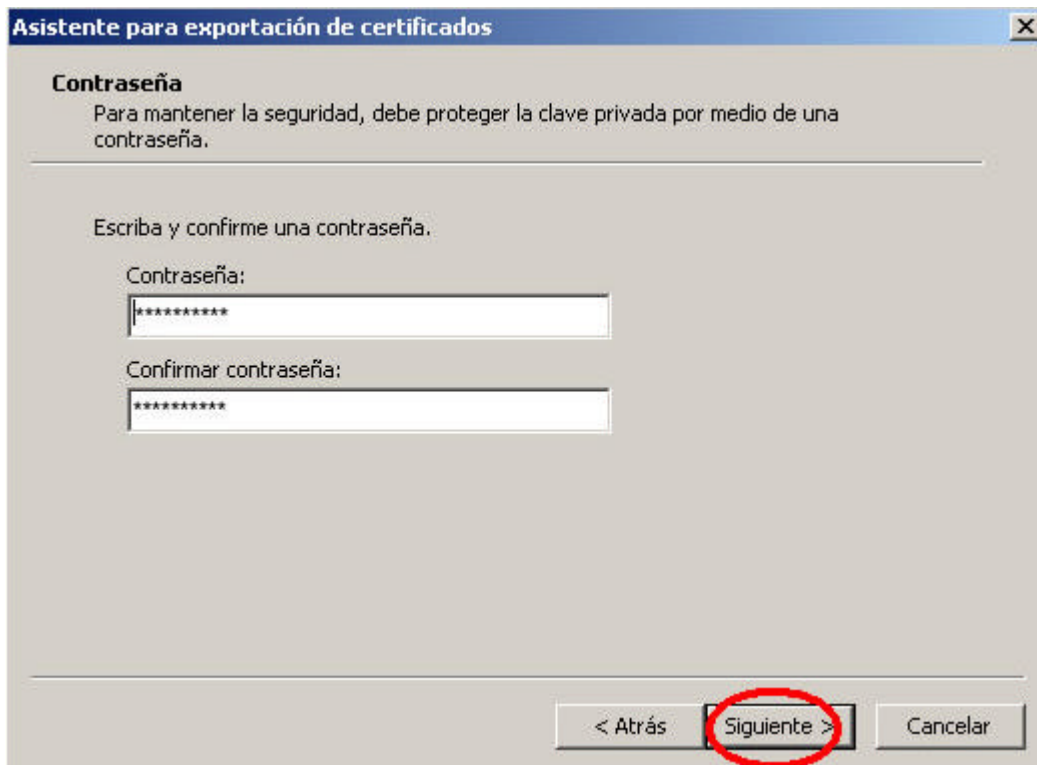 Asistente para exportación de certificados
Contraseña
Para mantener la seguridad, debe proteger la clave privada por medio de una
contraseña.
Escriba y confirme una contraseña.
Contraseña:
**********
Confirmar contraseña:
**********
< Atrás Siguiente > Cancelar